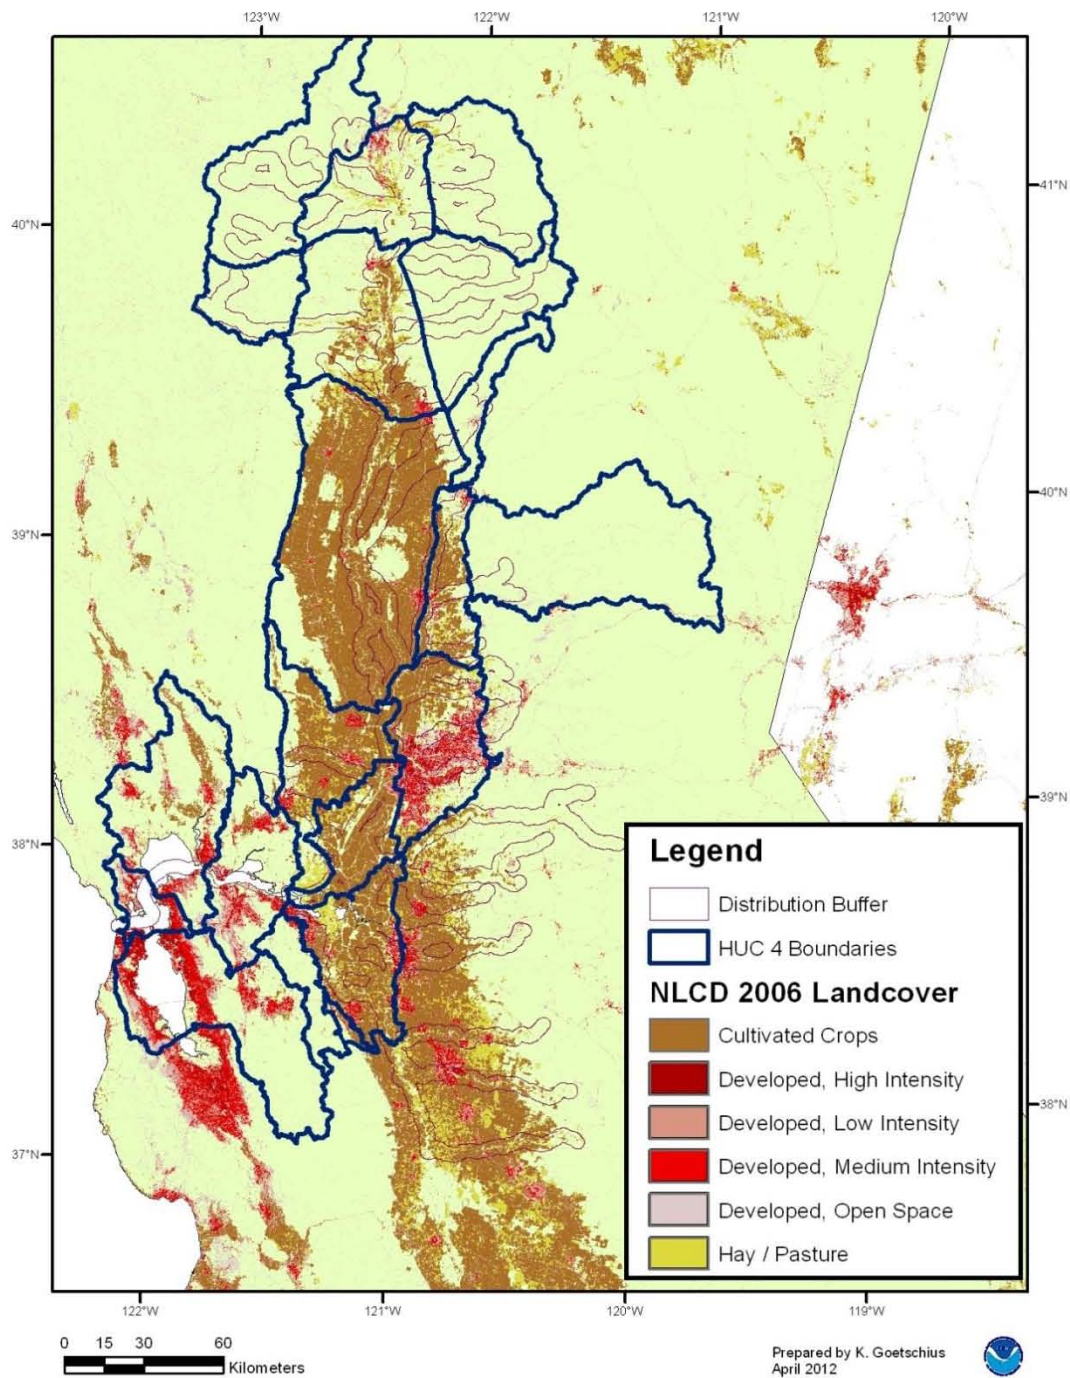 123°W 122°W 121°W 120°W
41°N
40°N
40°N
39°N
39°N
38°N
38°N
37°N
Legend
Distribution Buffer
HUC 4 Boundaries
NLCD 2006 Landcover
Cultivated Crops
Developed, High Intensity
Developed, Low Intensity
Developed, Medium Intensity
Developed, Open Space
Hay / Pasture
122°W 121°W 120°W 119°W
0 15 30 60
Kilometers
Prepared by K. Goetschius
April 2012